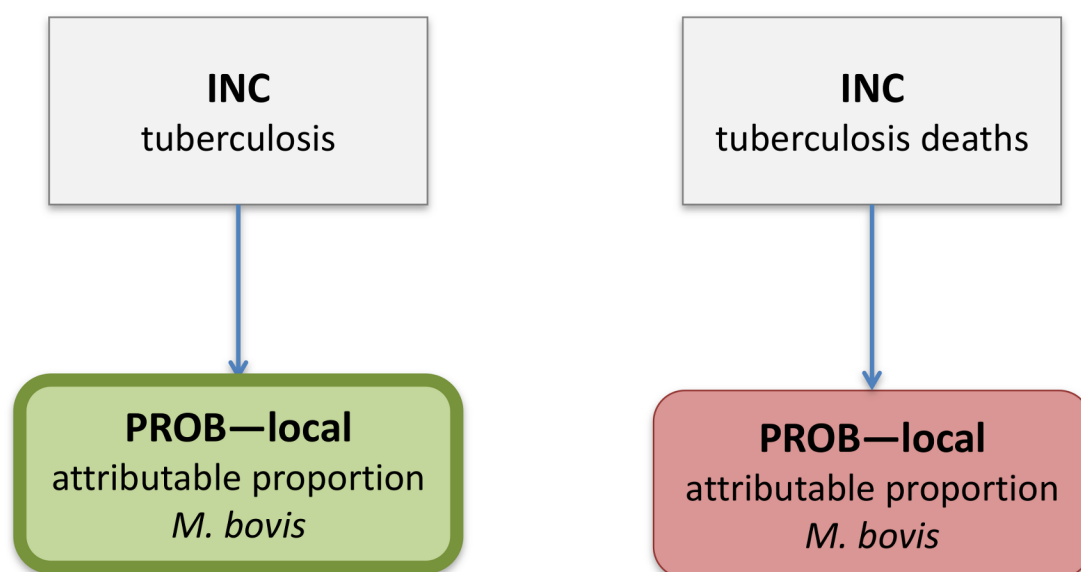 INC
tuberculosis
INC
tuberculosis deaths
PROB—local
attributable proportion
M. bovis
PROB—local
attributable proportion
M. bovis